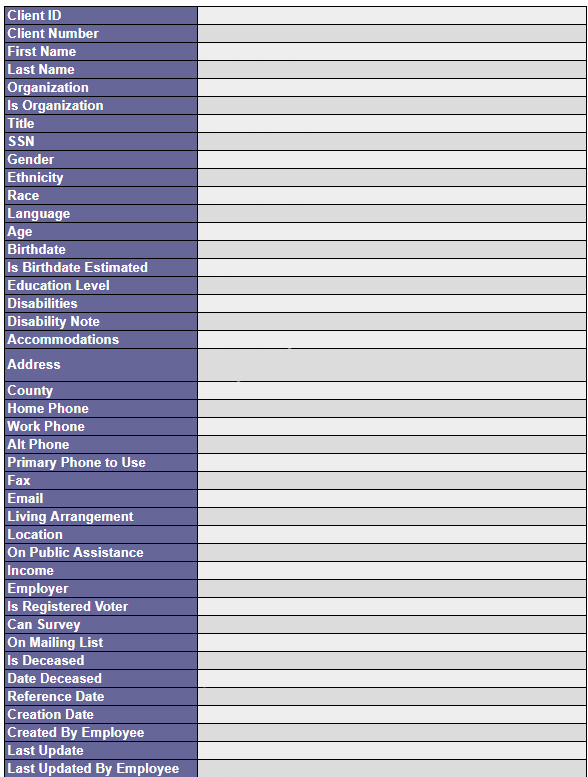 Client ID
Client Number
First Name
Last Name
Organization
Is Organization
Title
SSN
Gender
Ethnicity
Race
Language
Age
Birthdate
Is Birthdate Estimated
Education Level
Disabilities
Disability Note
Accommodations
Address
County
Home Phone
Work Phone
Alt Phone
Primary Phone to Use
Fax
Email
Living Arrangement
Location
On Public Assistance
Income
Employer
Is Registered Voter
Can Survey
On Mailing List
Is Deceased
Date Deceased
Reference Date
Creation Date
Created By Employee
Last Update
Last Updated By Employee